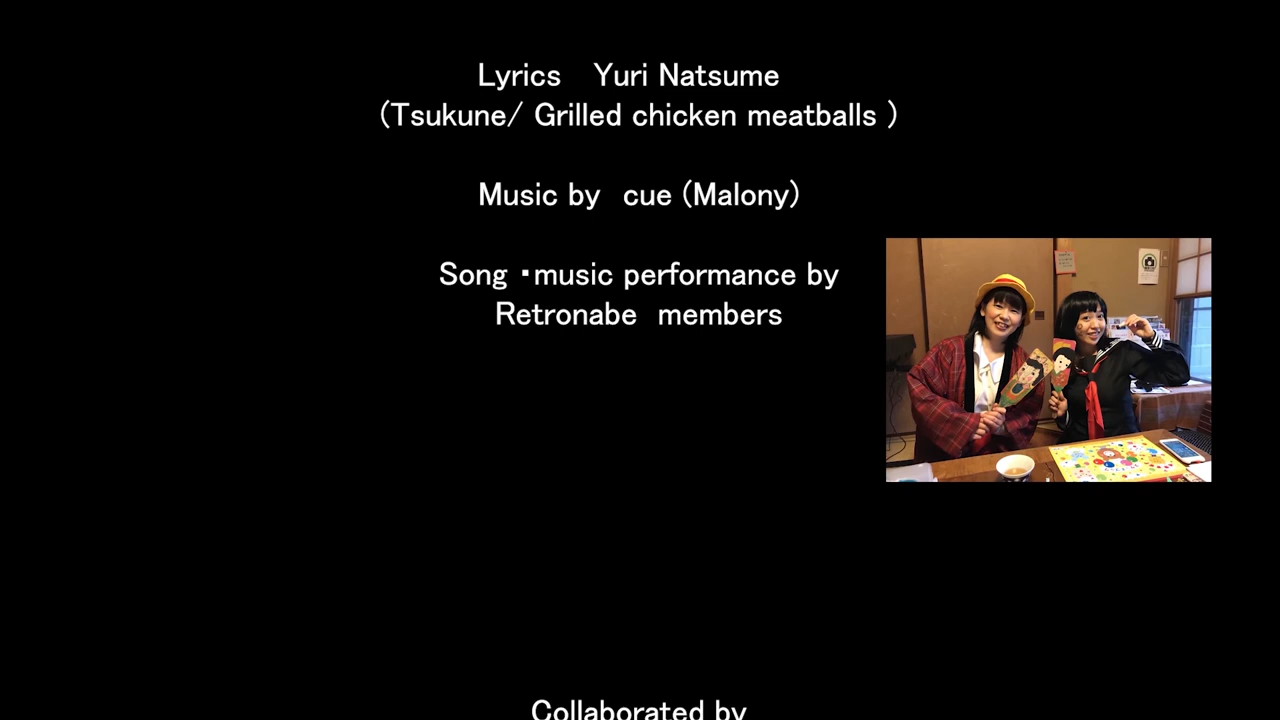 Lyrics Yuri Natsume
(Tsukune/ Grilled chicken meatballs )
Music by cue (Malony)
Song ・music performance by
Retronabe members
Collaborated by